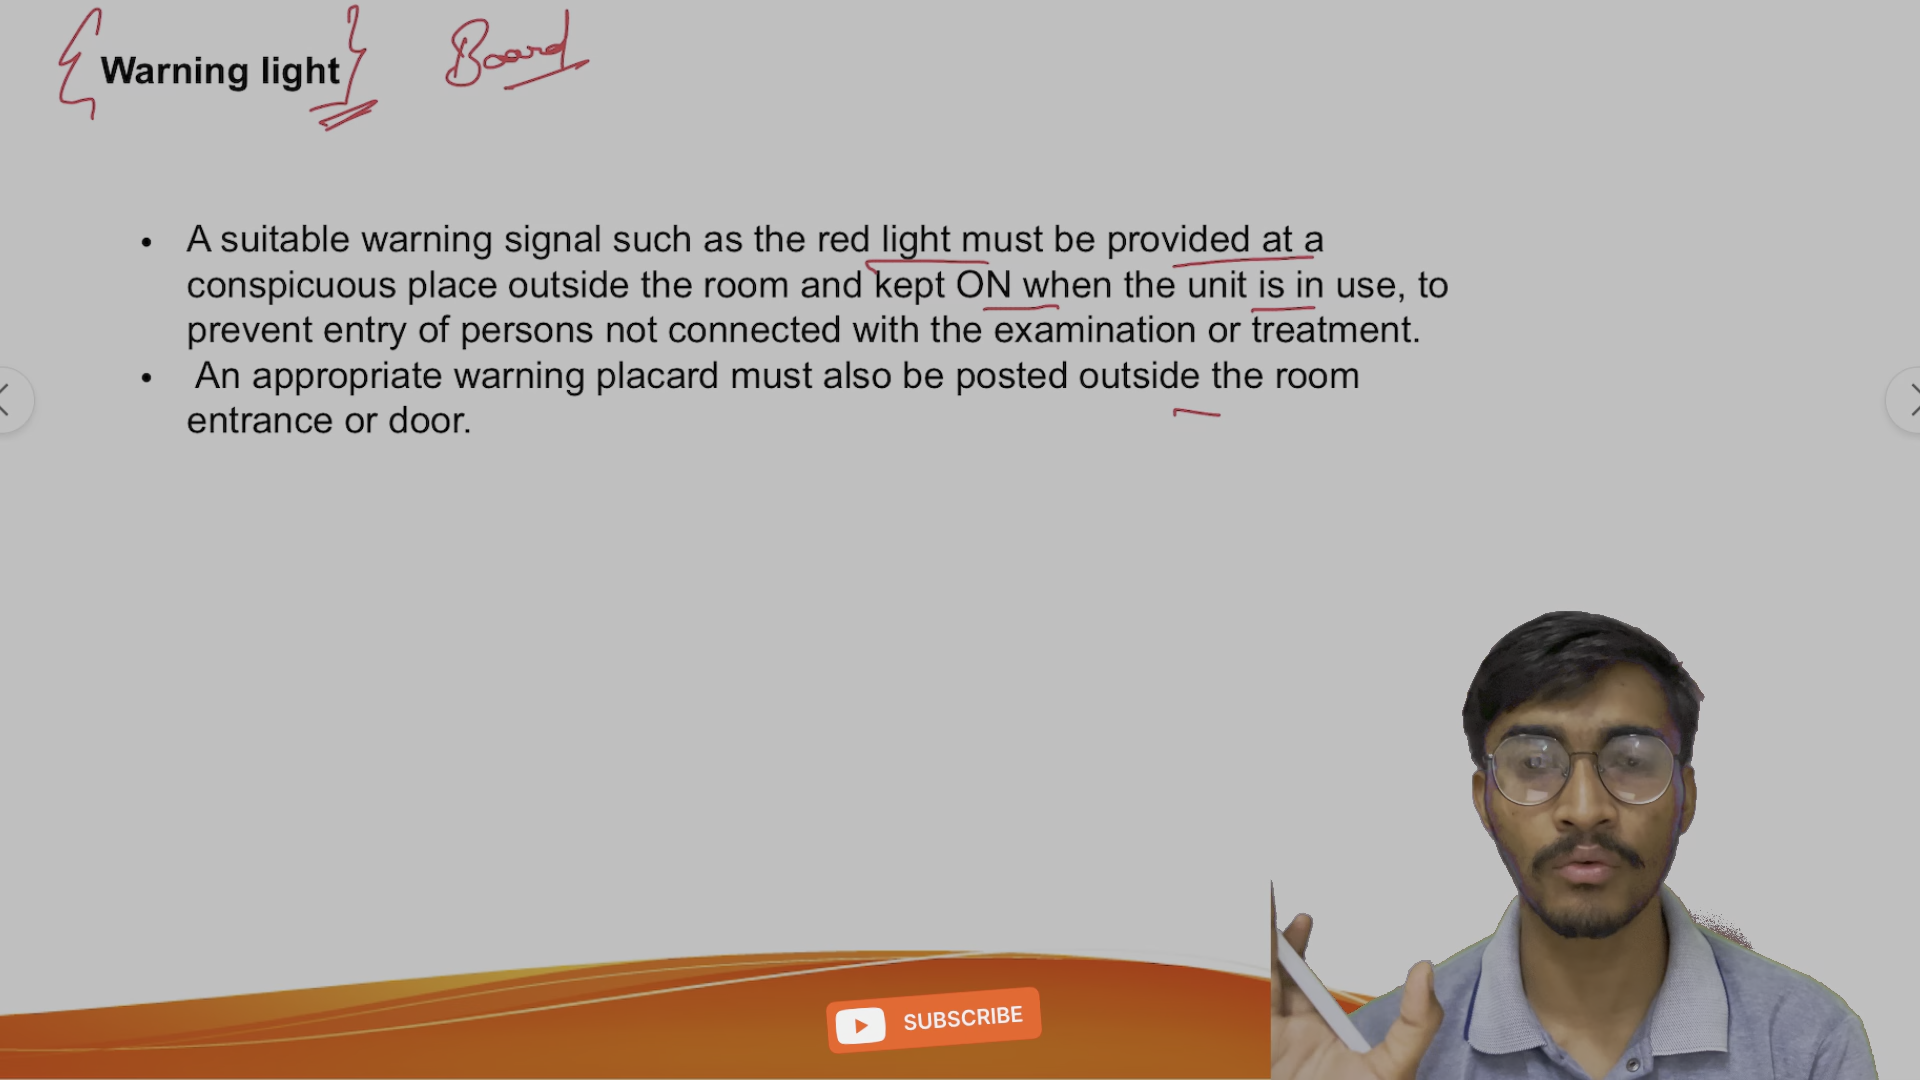 Warning light Board
• A suitable warning signal such as the red light must be provided at a
conspicuous place outside the room and kept ON when the unit is in use, to
prevent entry of persons not connected with the examination or treatment.
• An appropriate warning placard must also be posted outside the room
entrance or door.
SUBSCRIBE